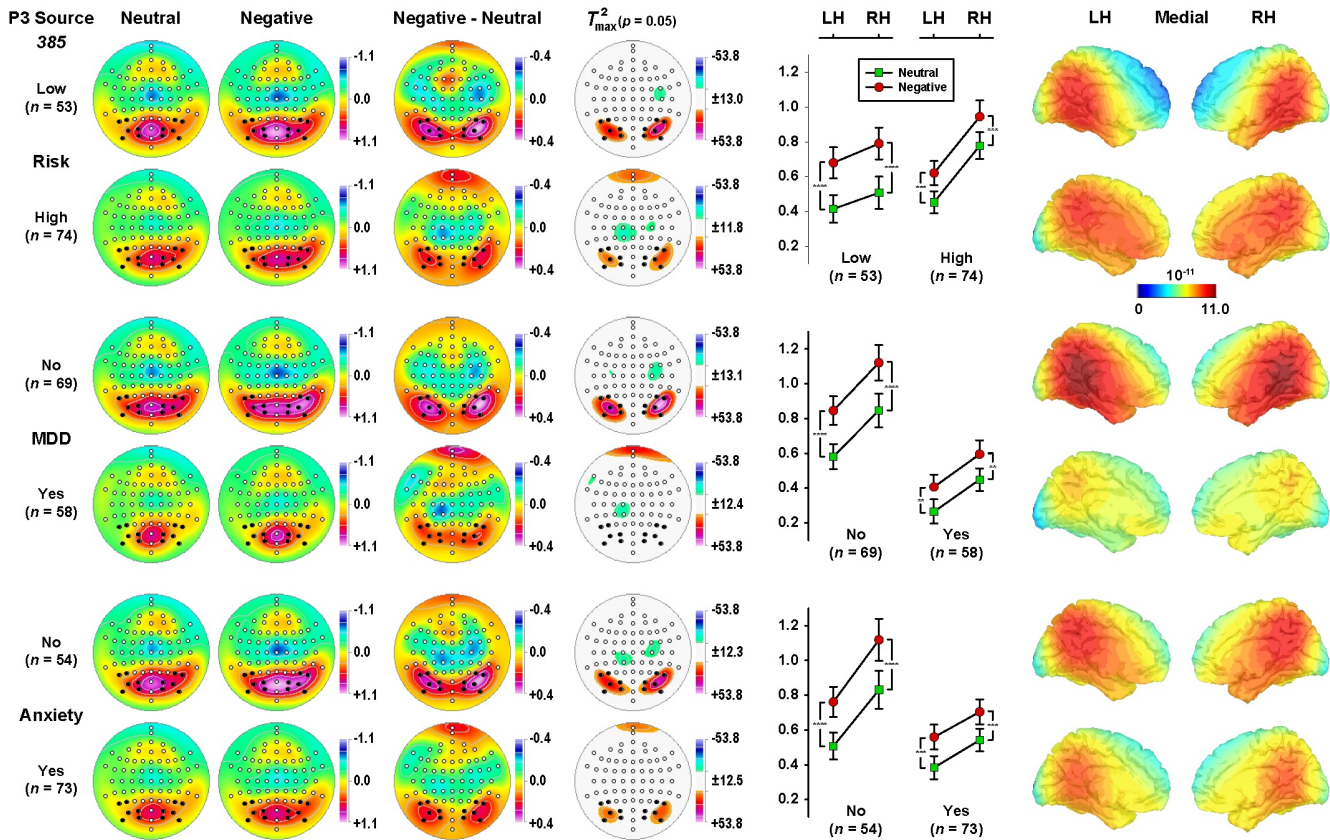 P3 Source
385
Neutral
Negative
Negative - Neutral
T²max (p = 0.05)
LH RH LH RH
LH Medial RH
Risk
Low
(n = 53)
-1.1
0.0
+1.1
-0.4
0.0
+0.4
-53.8
±13.0
+53.8
High
(n = 74)
-1.1
0.0
+1.1
-0.4
0.0
+0.4
-53.8
±11.8
+53.8
Neutral
Negative
1.2
1.0
0.8
0.6
0.4
0.2
****
****
***
***
Low
(n = 53)
High
(n = 74)
10⁻¹¹
0 11.0
MDD
No
(n = 69)
-1.1
0.0
+1.1
-0.4
0.0
+0.4
-53.8
±13.1
+53.8
Yes
(n = 58)
-1.1
0.0
+1.1
-0.4
0.0
+0.4
-53.8
±12.4
+53.8
1.2
1.0
0.8
0.6
0.4
0.2
****
****
**
**
No
(n = 69)
Yes
(n = 58)
Anxiety
No
(n = 54)
-1.1
0.0
+1.1
-0.4
0.0
+0.4
-53.8
±12.3
+53.8
Yes
(n = 73)
-1.1
0.0
+1.1
-0.4
0.0
+0.4
-53.8
±12.5
+53.8
1.2
1.0
0.8
0.6
0.4
0.2
****
****
No
(n = 54)
Yes
(n = 73)